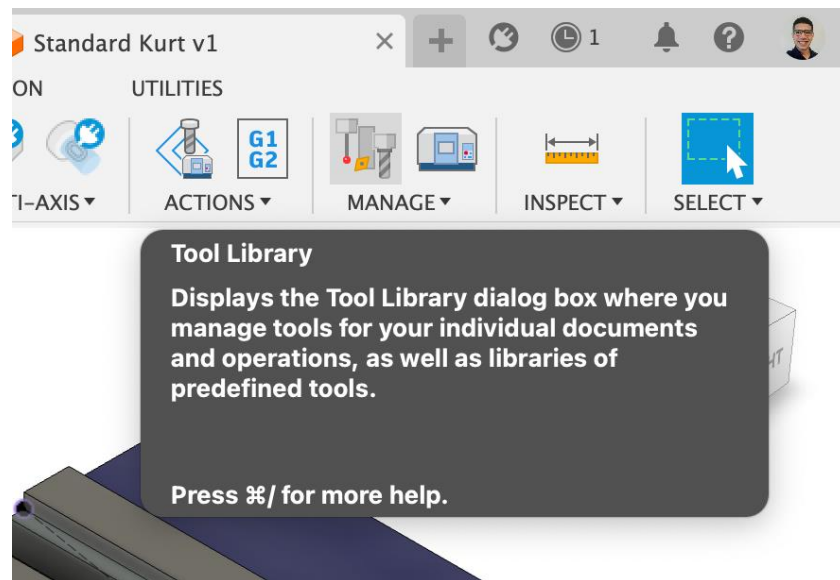 Standard Kurt v1
1
ON
UTILITIES
G1
G2
TI-AXIS
ACTIONS
MANAGE
INSPECT
SELECT
Tool Library
Displays the Tool Library dialog box where you
manage tools for your individual documents
and operations, as well as libraries of
predefined tools.
HT
Press ⌘/ for more help.